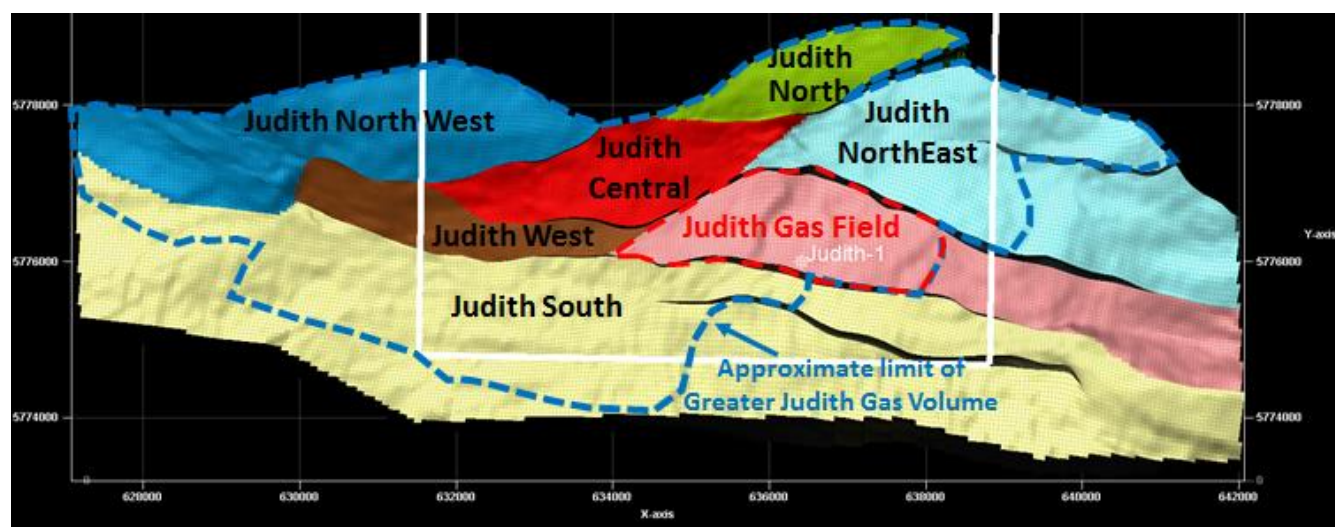 Judith
North
5778000
5778000
Judith North West
Judith
NorthEast
Judith
Central
Judith Gas Field
Judith West
Judith-1
Y-axis
5776000
5776000
Judith South
Approximate limit of
Greater Judith Gas Volume
5774000
5774000
0
0
628000
630000
632000
634000
636000
638000
640000
642000
X-axis